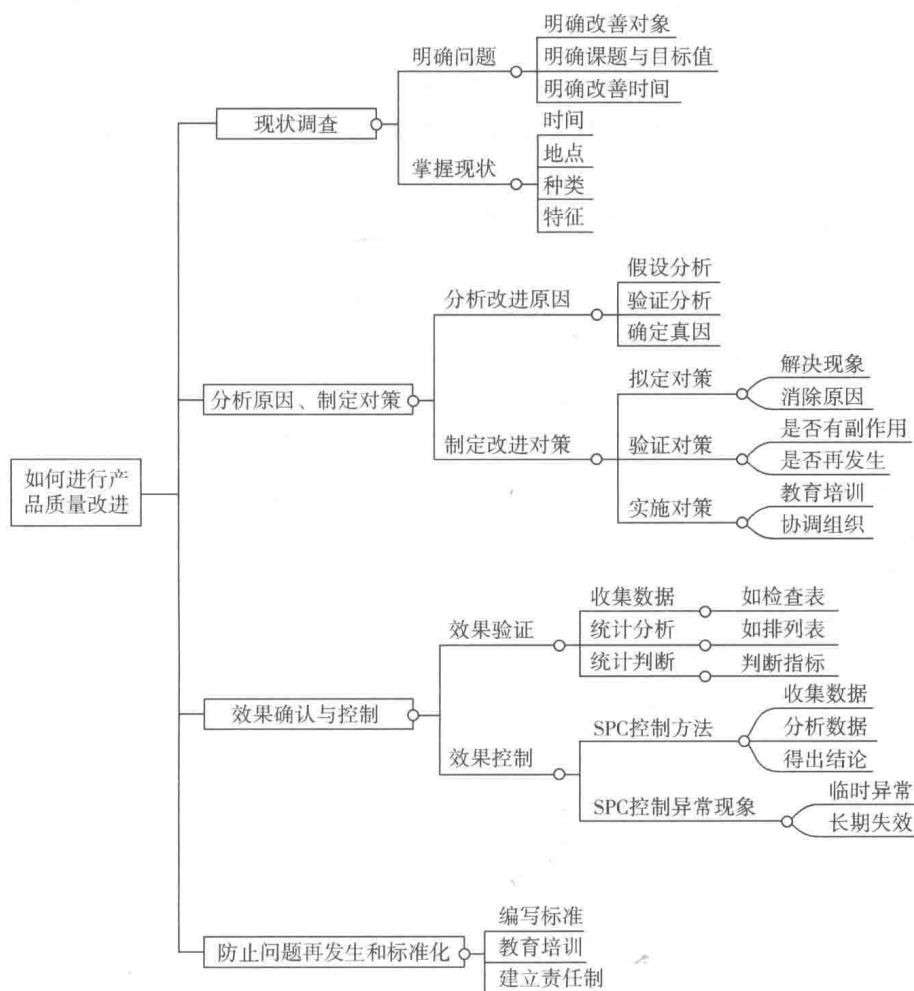 明确改善对象
明确问题
明确课题与目标值
明确改善时间
现状调查
时间
地点
掌握现状
种类
特征
假设分析
分析改进原因
验证分析
确定真因
解决现象
拟定对策
消除原因
分析原因、制定对策
是否有副作用
制定改进对策
验证对策
是否再发生
如何进行产
品质量改进
教育培训
实施对策
协调组织
收集数据
如检查表
效果验证
统计分析
如排列表
统计判断
判断指标
收集数据
效果确认与控制
SPC控制方法
分析数据
效果控制
得出结论
临时异常
SPC控制异常现象
长期失效
编写标准
防止问题再发生和标准化
教育培训
建立责任制